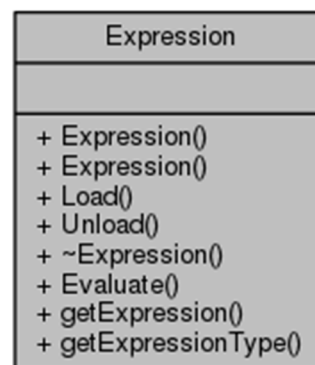 Expression
+ Expression()
+ Expression()
+ Load()
+ Unload()
+ ~Expression()
+ Evaluate()
+ getExpression()
+ getExpressionType()